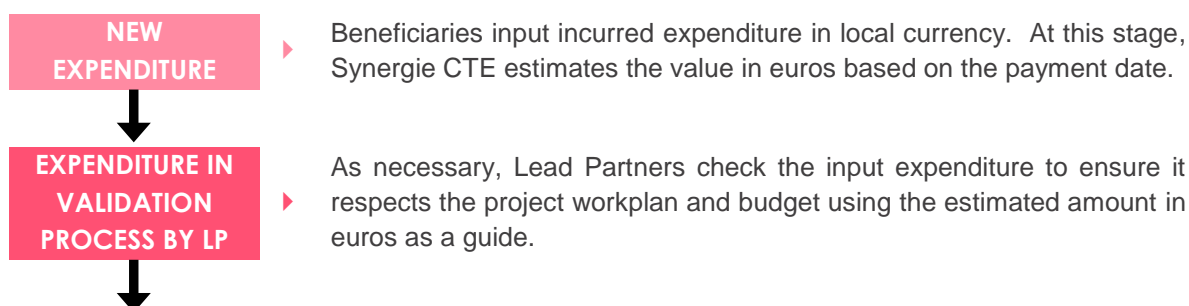 NEW
EXPENDITURE
Beneficiaries input incurred expenditure in local currency.  At this stage,
Synergie CTE estimates the value in euros based on the payment date.
EXPENDITURE IN
VALIDATION
PROCESS BY LP
As necessary, Lead Partners check the input expenditure to ensure it
respects the project workplan and budget using the estimated amount in
euros as a guide.